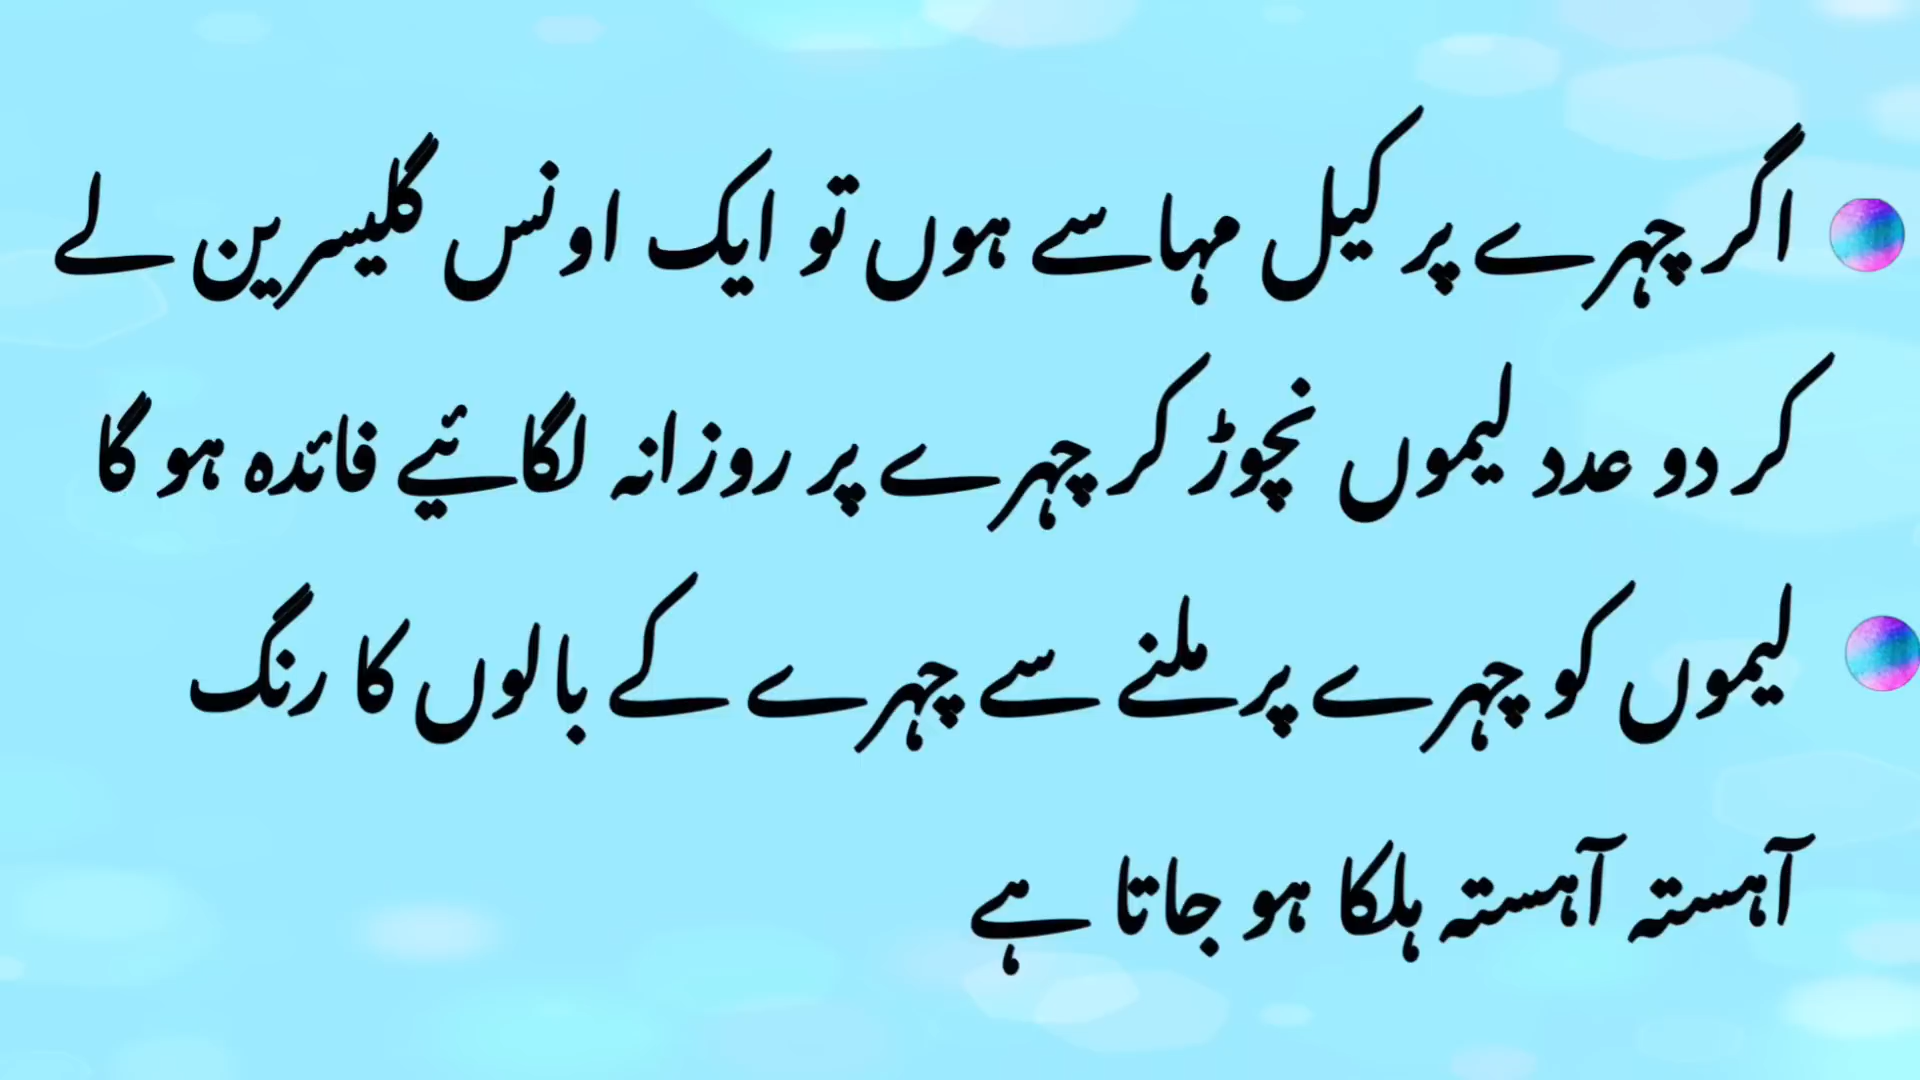 اگر چہرے پر کیل مہاسے ہوں تو ایک اونس گلیسرین لے
کر دو عدد لیموں نچوڑ کر چہرے پر روزانہ لگائیے فائدہ ہو گا
لیموں کو چہرے پر ملنے سے چہرے کے بالوں کا رنگ
آہستہ آہستہ ہلکا ہو جاتا ہے